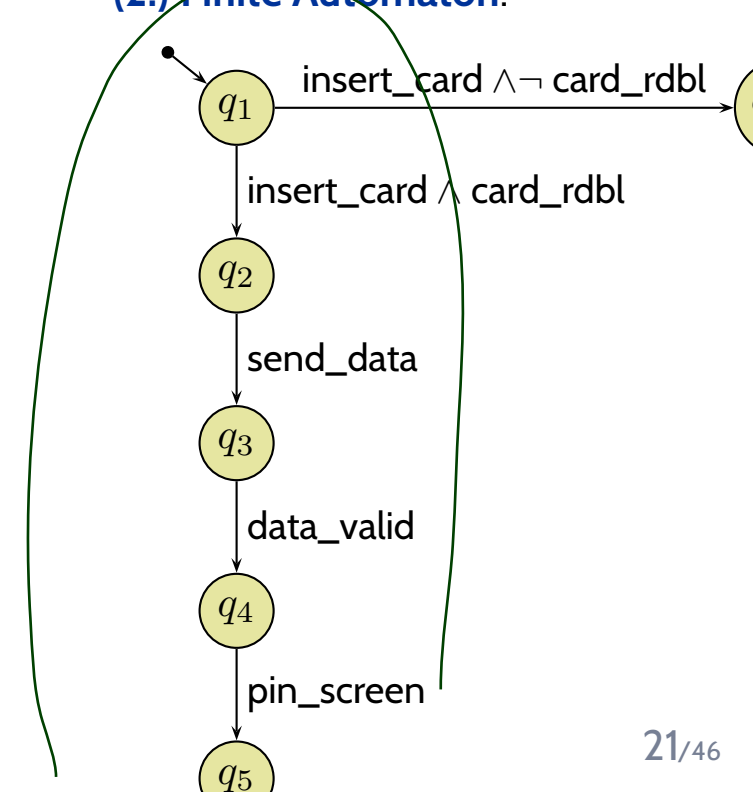 (2.) Finite Automaton:
insert_card ∧¬ card_rdbl
q1
insert_card ∧ card_rdbl
q2
send_data
q3
data_valid
q4
pin_screen
21/46
q5